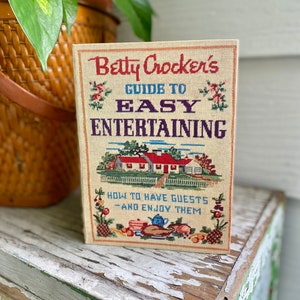 Betty Crocker's
GUIDE TO
EASY
ENTERTAINING
HOW TO HAVE GUESTS
—AND ENJOY THEM